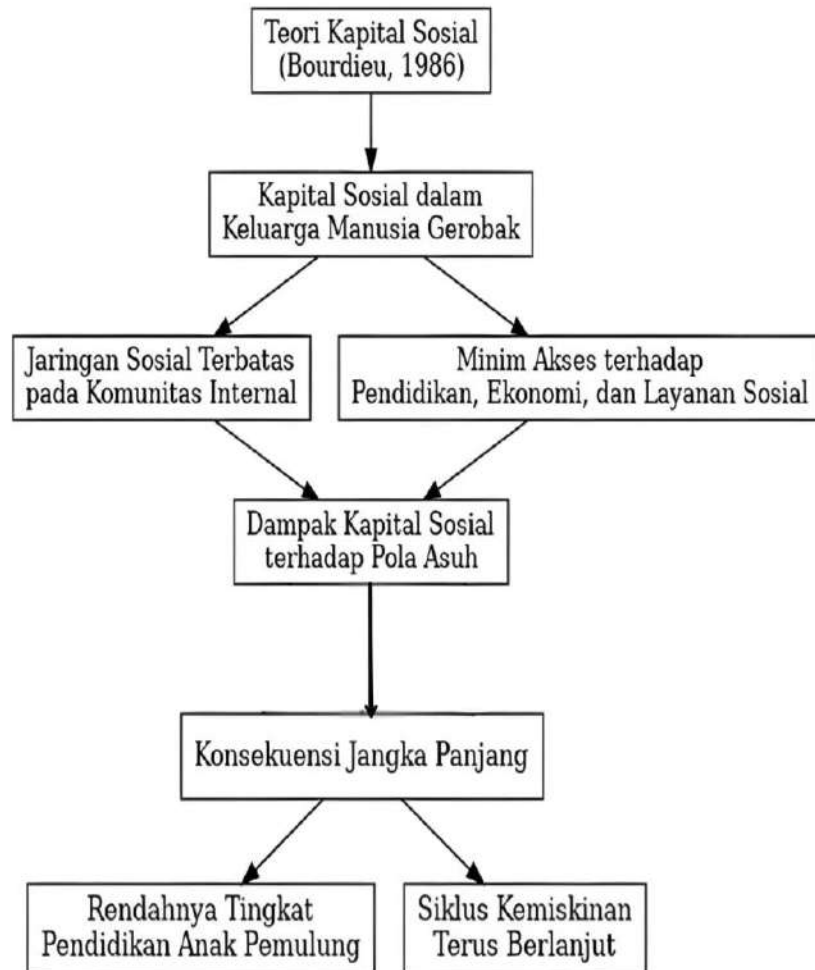 Teori Kapital Sosial
(Bourdieu, 1986)
Kapital Sosial dalam
Keluarga Manusia Gerobak
Jaringan Sosial Terbatas
pada Komunitas Internal
Minim Akses terhadap
Pendidikan, Ekonomi, dan Layanan Sosial
Dampak Kapital Sosial
terhadap Pola Asuh
Konsekuensi Jangka Panjang
Rendahnya Tingkat
Pendidikan Anak Pemulung
Siklus Kemiskinan
Terus Berlanjut